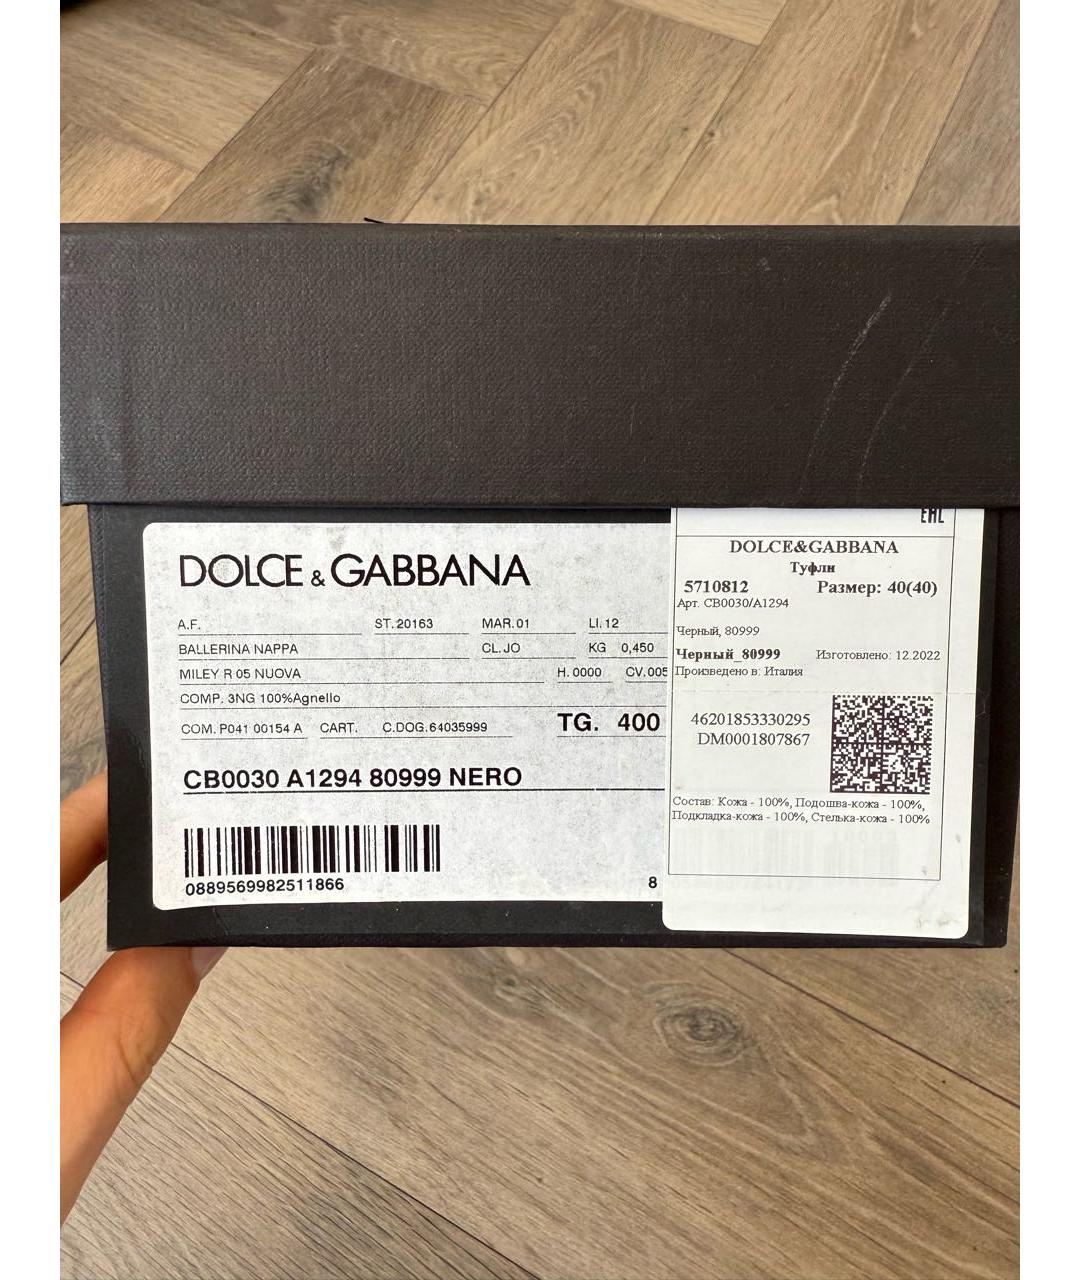 DOLCE & GABBANA
A.F. ST. 20163 MAR. 01 LI. 12
BALLERINA NAPPA CL. JO KG 0,450
MILEY R 05 NUOVA H. 0000 CV. 005
COMP. 3NG 100%Agnello
COM. P041 00154 A CART. C.DOG. 64035999 TG. 400
CB0030 A1294 80999 NERO
0889569982511866 8
EAC
DOLCE&GABBANA
Туфли
5710812 Размер: 40(40)
Арт. CB0030/A1294
Черный, 80999
Черный_80999 Изготовлено: 12.2022
Произведено в: Италия
46201853330295
DM0001807867
Состав: Кожа - 100%, Подошва-кожа - 100%,
Подкладка-кожа - 100%, Стелька-кожа - 100%